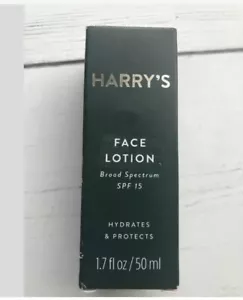 HARRY'S
FACE
LOTION
Broad Spectrum
SPF 15
HYDRATES
& PROTECTS
1.7 fl oz / 50 ml